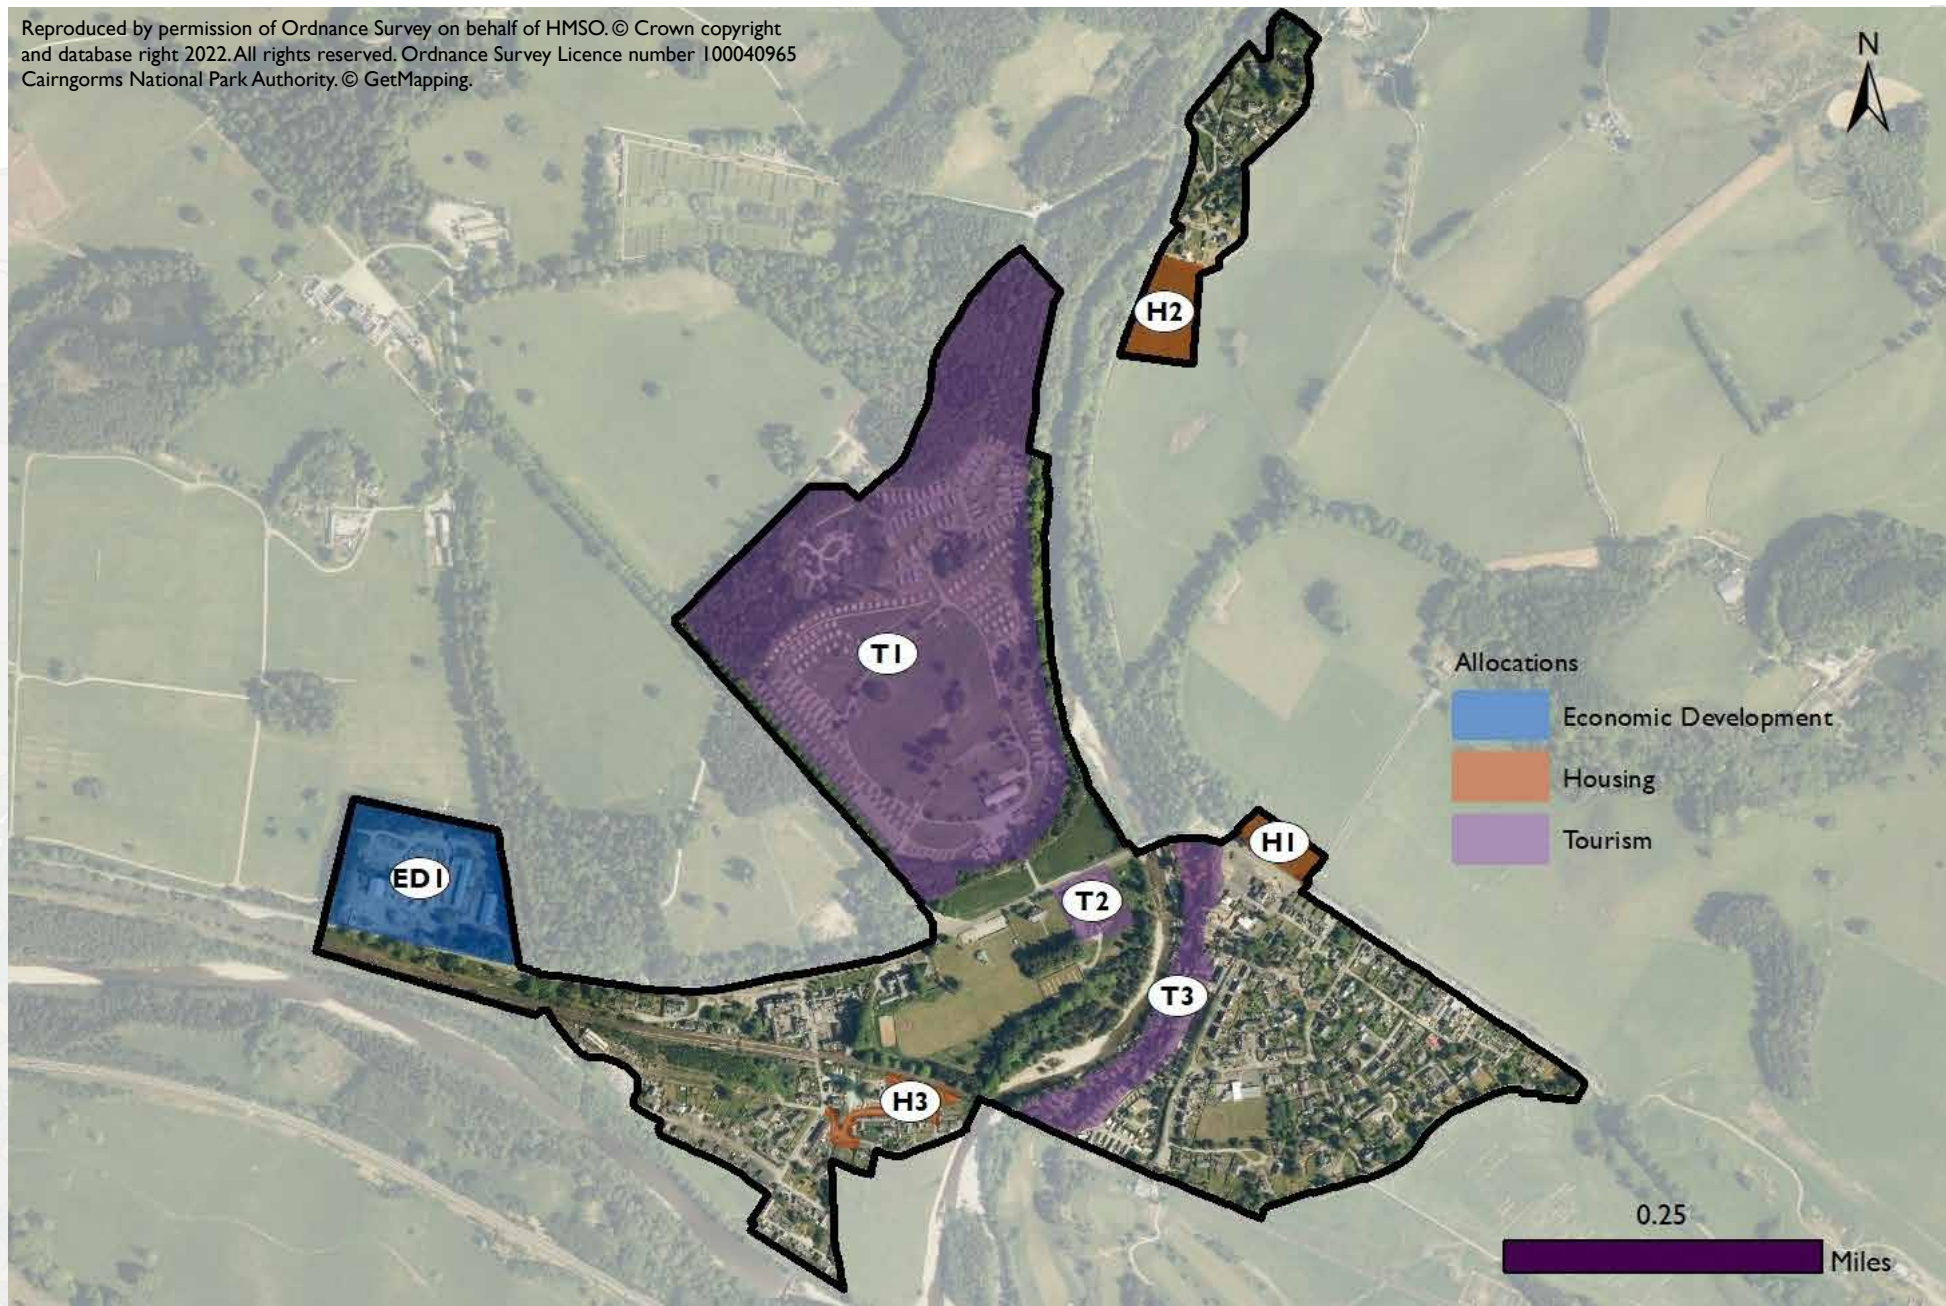 Reproduced by permission of Ordnance Survey on behalf of HMSO. © Crown copyright
and database right 2022. All rights reserved. Ordnance Survey Licence number 100040965
Cairngorms National Park Authority. © GetMapping.
N
H2
T1
Allocations
Economic Development
Housing
Tourism
H1
ED1
T2
T3
H3
0.25
Miles